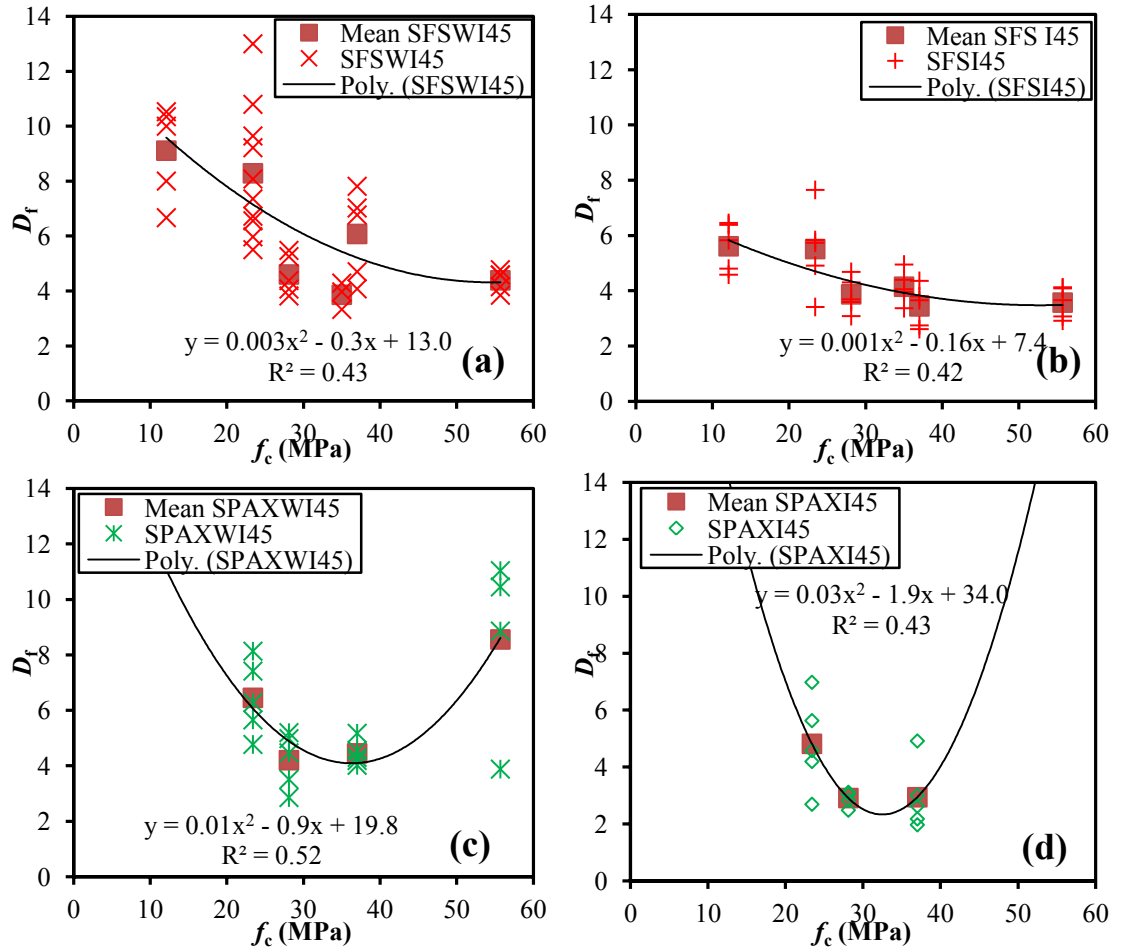 14
12
10
8
6
4
2
0
D_f
Mean SFSWI45
SFSWI45
Poly. (SFSWI45)
y = 0.003x² - 0.3x + 13.0
R² = 0.43
(a)
0 10 20 30 40 50 60
f_c (MPa)
14
12
10
8
6
4
2
0
D_f
Mean SFS I45
SFSI45
Poly. (SFSI45)
y = 0.001x² - 0.16x + 7.4
R² = 0.42
(b)
0 10 20 30 40 50 60
f_c (MPa)
14
12
10
8
6
4
2
0
D_f
Mean SPAXWI45
SPAXWI45
Poly. (SPAXWI45)
y = 0.01x² - 0.9x + 19.8
R² = 0.52
(c)
0 10 20 30 40 50 60
f_c (MPa)
14
12
10
8
6
4
2
0
D_f
Mean SPAXI45
SPAXI45
Poly. (SPAXI45)
y = 0.03x² - 1.9x + 34.0
R² = 0.43
(d)
0 10 20 30 40 50 60
f_c (MPa)